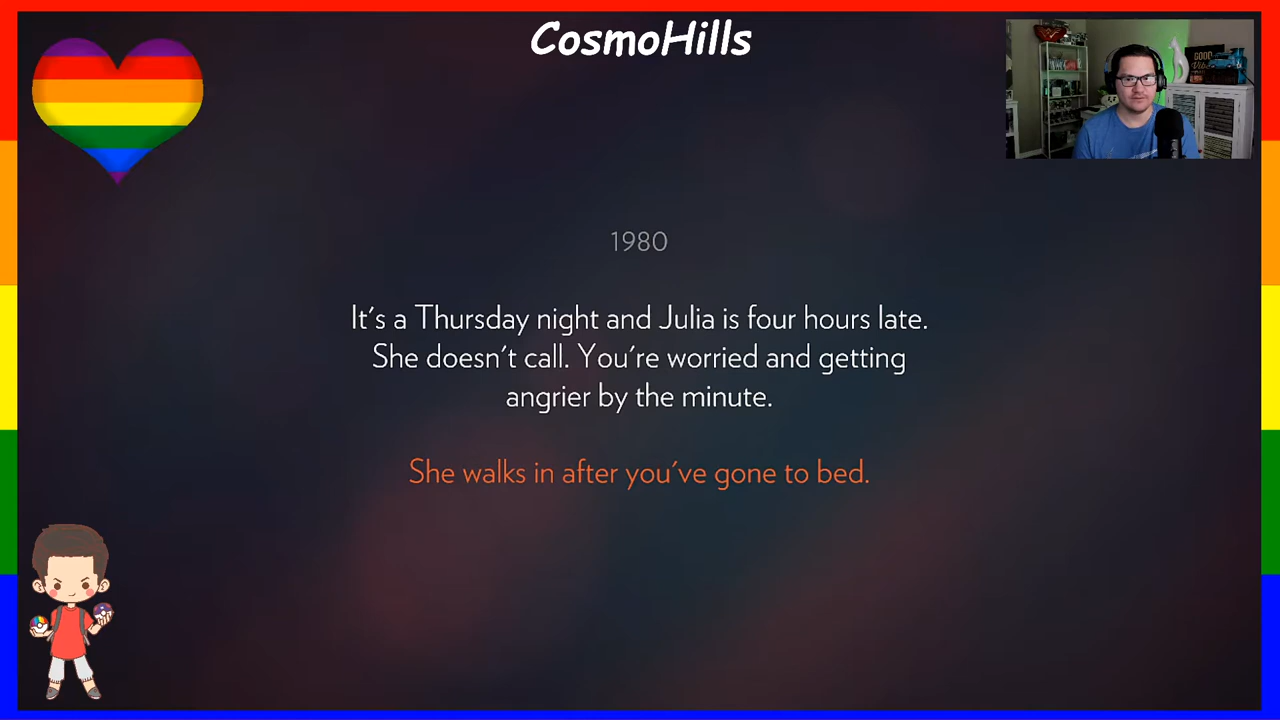 CosmoHills
GOOD
1980
It's a Thursday night and Julia is four hours late.
She doesn't call. You're worried and getting
angrier by the minute.
She walks in after you've gone to bed.